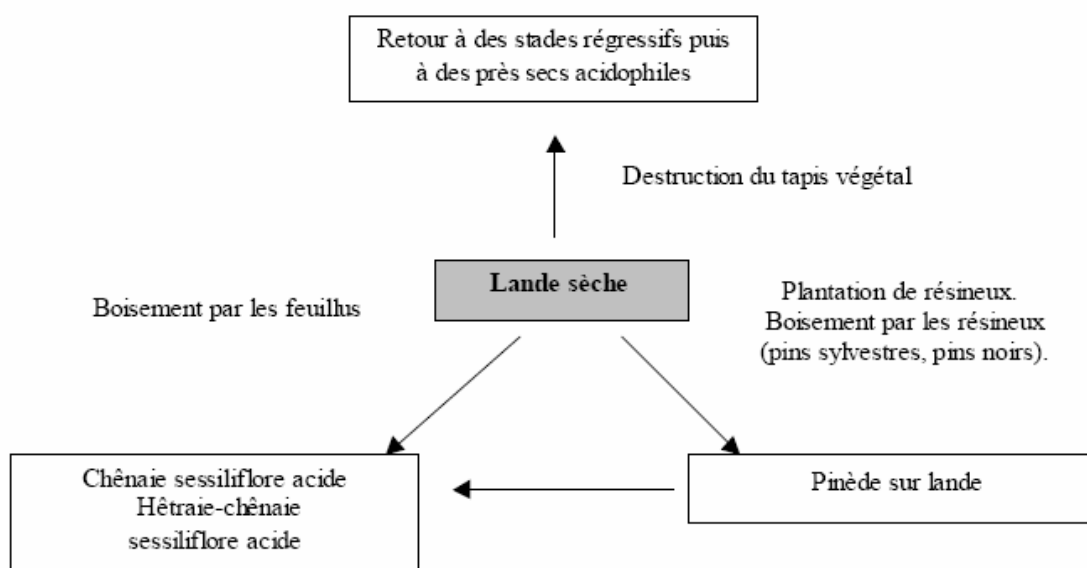 Retour à des stades régressifs puis
à des près secs acidophiles
Destruction du tapis végétal
Lande sèche
Boisement par les feuillus
Plantation de résineux.
Boisement par les résineux
(pins sylvestres, pins noirs).
Chênaie sessiliflore acide
Hêtraie-chênaie
sessiliflore acide
Pinède sur lande